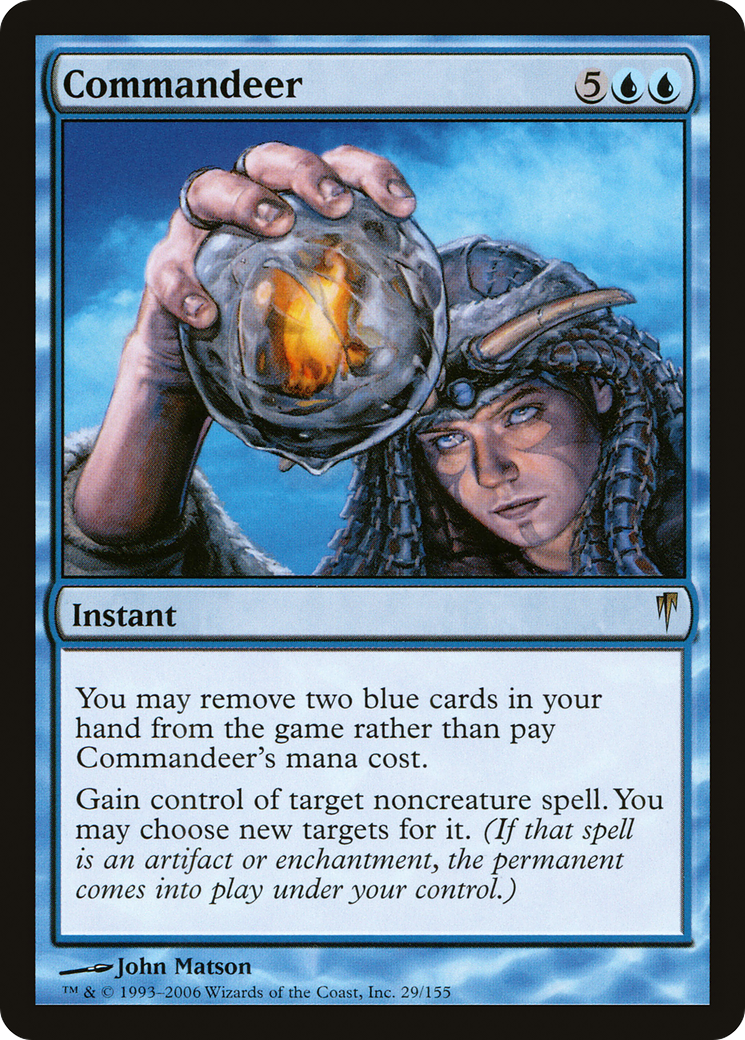 Commandeer 5
Instant
You may remove two blue cards in your
hand from the game rather than pay
Commandeer's mana cost.
Gain control of target noncreature spell. You
may choose new targets for it. (If that spell
is an artifact or enchantment, the permanent
comes into play under your control.)
John Matson
™ & © 1993–2006 Wizards of the Coast, Inc. 29/155